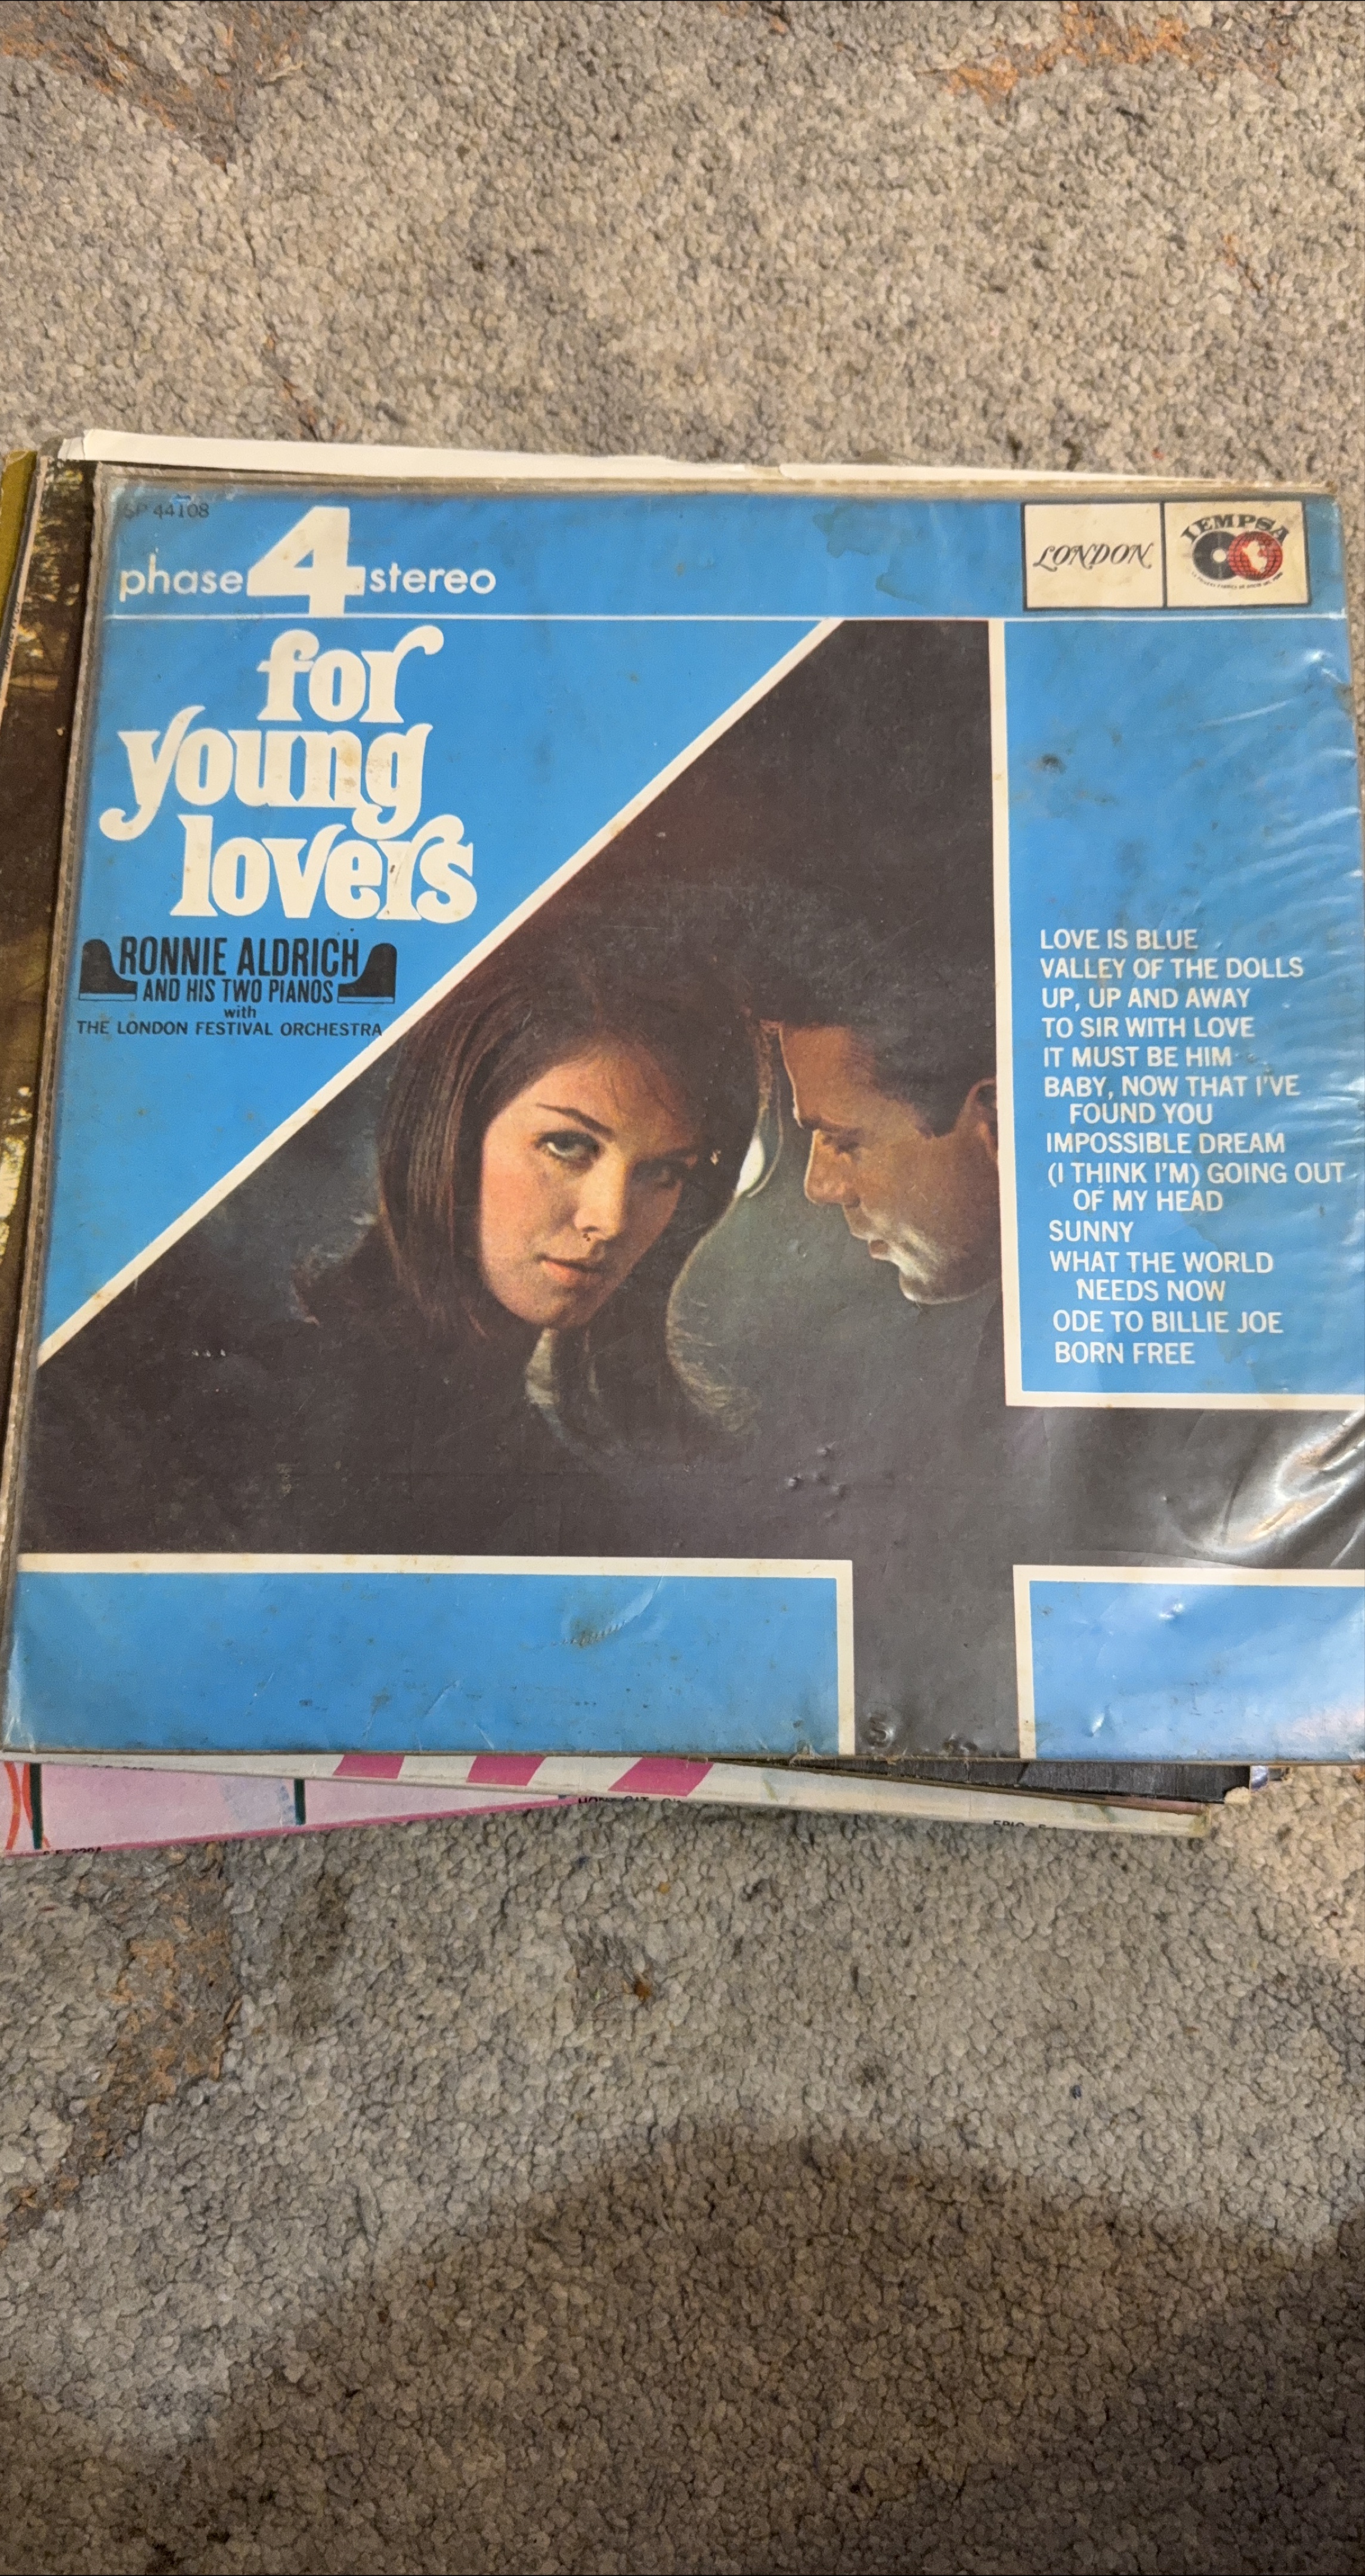 SP 44108
phase 4 stereo
LONDON
IEMPSA
for
young
lovers
RONNIE ALDRICH
AND HIS TWO PIANOS
with
THE LONDON FESTIVAL ORCHESTRA
LOVE IS BLUE
VALLEY OF THE DOLLS
UP, UP AND AWAY
TO SIR WITH LOVE
IT MUST BE HIM
BABY, NOW THAT I'VE
FOUND YOU
IMPOSSIBLE DREAM
(I THINK I'M) GOING OUT
OF MY HEAD
SUNNY
WHAT THE WORLD
NEEDS NOW
ODE TO BILLIE JOE
BORN FREE